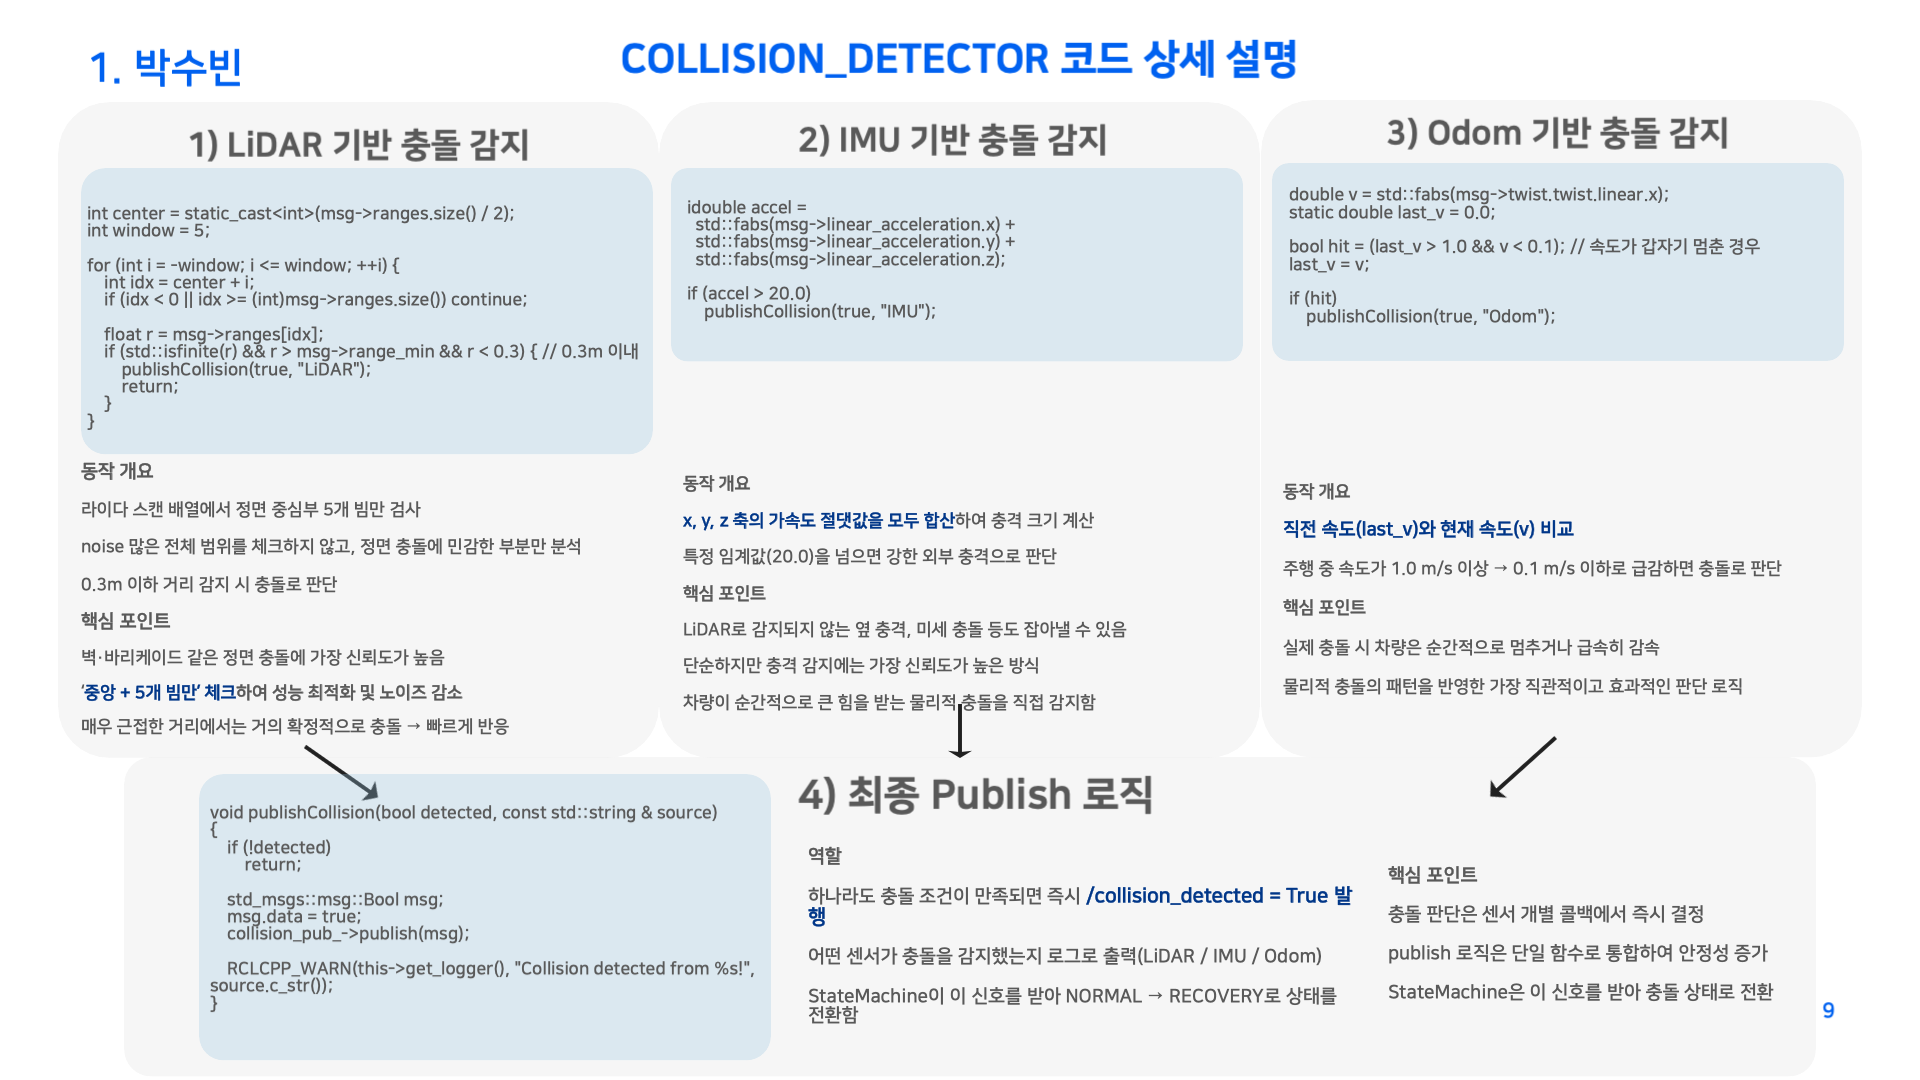 1. 박수빈
COLLISION_DETECTOR 코드 상세 설명
1) LiDAR 기반 충돌 감지
int center = static_cast<int>(msg->ranges.size() / 2);
int window = 5;
for (int i = -window; i <= window; ++i) {
int idx = center + i;
if (idx < 0 || idx >= (int)msg->ranges.size()) continue;
float r = msg->ranges[idx];
if (std::isfinite(r) && r > msg->range_min && r < 0.3) { // 0.3m 이내
publishCollision(true, "LiDAR");
return;
}
}
동작 개요
라이다 스캔 배열에서 정면 중심부 5개 빔만 검사
noise 많은 전체 범위를 체크하지 않고, 정면 충돌에 민감한 부분만 분석
0.3m 이하 거리 감지 시 충돌로 판단
핵심 포인트
벽·바리케이드 같은 정면 충돌에 가장 신뢰도가 높음
‘중앙 + 5개 빔만’ 체크하여 성능 최적화 및 노이즈 감소
매우 근접한 거리에서는 거의 확정적으로 충돌 → 빠르게 반응
2) IMU 기반 충돌 감지
idouble accel =
std::fabs(msg->linear_acceleration.x) +
std::fabs(msg->linear_acceleration.y) +
std::fabs(msg->linear_acceleration.z);
if (accel > 20.0)
publishCollision(true, "IMU");
동작 개요
x, y, z 축의 가속도 절댓값을 모두 합산하여 충격 크기 계산
특정 임계값(20.0)을 넘으면 강한 외부 충격으로 판단
핵심 포인트
LiDAR로 감지되지 않는 옆 충격, 미세 충돌 등도 잡아낼 수 있음
단순하지만 충격 감지에는 가장 신뢰도가 높은 방식
차량이 순간적으로 큰 힘을 받는 물리적 충돌을 직접 감지함
3) Odom 기반 충돌 감지
double v = std::fabs(msg->twist.twist.linear.x);
static double last_v = 0.0;
bool hit = (last_v > 1.0 && v < 0.1); // 속도가 갑자기 멈춘 경우
last_v = v;
if (hit)
publishCollision(true, "Odom");
동작 개요
직전 속도(last_v)와 현재 속도(v) 비교
주행 중 속도가 1.0 m/s 이상 → 0.1 m/s 이하로 급감하면 충돌로 판단
핵심 포인트
실제 충돌 시 차량은 순간적으로 멈추거나 급속히 감속
물리적 충돌의 패턴을 반영한 가장 직관적이고 효과적인 판단 로직
void publishCollision(bool detected, const std::string & source)
{
if (!detected)
return;
std_msgs::msg::Bool msg;
msg.data = true;
collision_pub_->publish(msg);
RCLCPP_WARN(this->get_logger(), "Collision detected from %s!",
source.c_str());
}
4) 최종 Publish 로직
역할
하나라도 충돌 조건이 만족되면 즉시 /collision_detected = True 발
행
어떤 센서가 충돌을 감지했는지 로그로 출력(LiDAR / IMU / Odom)
StateMachine이 이 신호를 받아 NORMAL → RECOVERY로 상태를
전환함
핵심 포인트
충돌 판단은 센서 개별 콜백에서 즉시 결정
publish 로직은 단일 함수로 통합하여 안정성 증가
StateMachine은 이 신호를 받아 충돌 상태로 전환
9